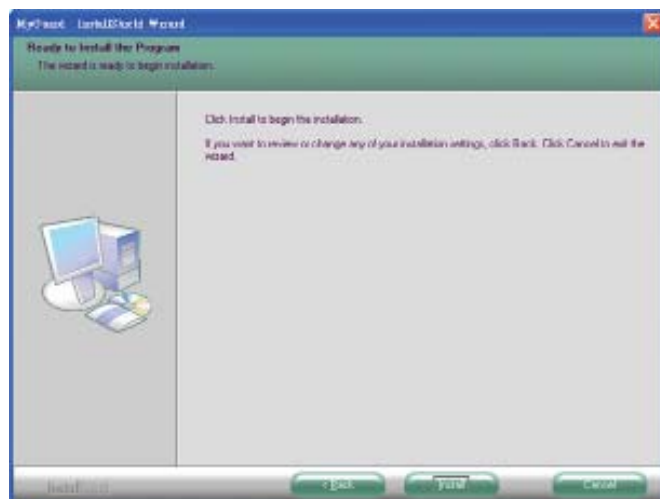 InstallShield Wizard
Ready to Install the Program
The wizard is ready to begin installation.
Click Install to begin the installation.
If you want to review or change any of your installation settings, click Back. Click Cancel to exit the
wizard.
< Back
Install
Cancel